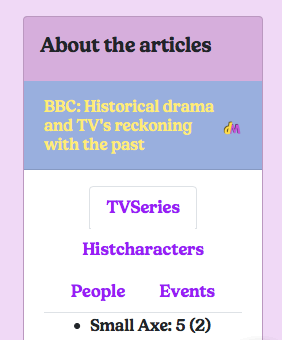 About the articles
BBC: Historical drama
and TV's reckoning
with the past
TVSeries
Histcharacters
People Events
• Small Axe: 5 (2)